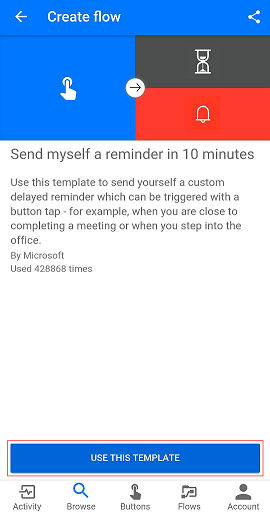 Create flow
Send myself a reminder in 10 minutes
Use this template to send yourself a custom
delayed reminder which can be triggered with a
button tap - for example, when you are close to
completing a meeting or when you step into the
office.
By Microsoft
Used 428868 times
USE THIS TEMPLATE
Activity Browse Buttons Flows Account